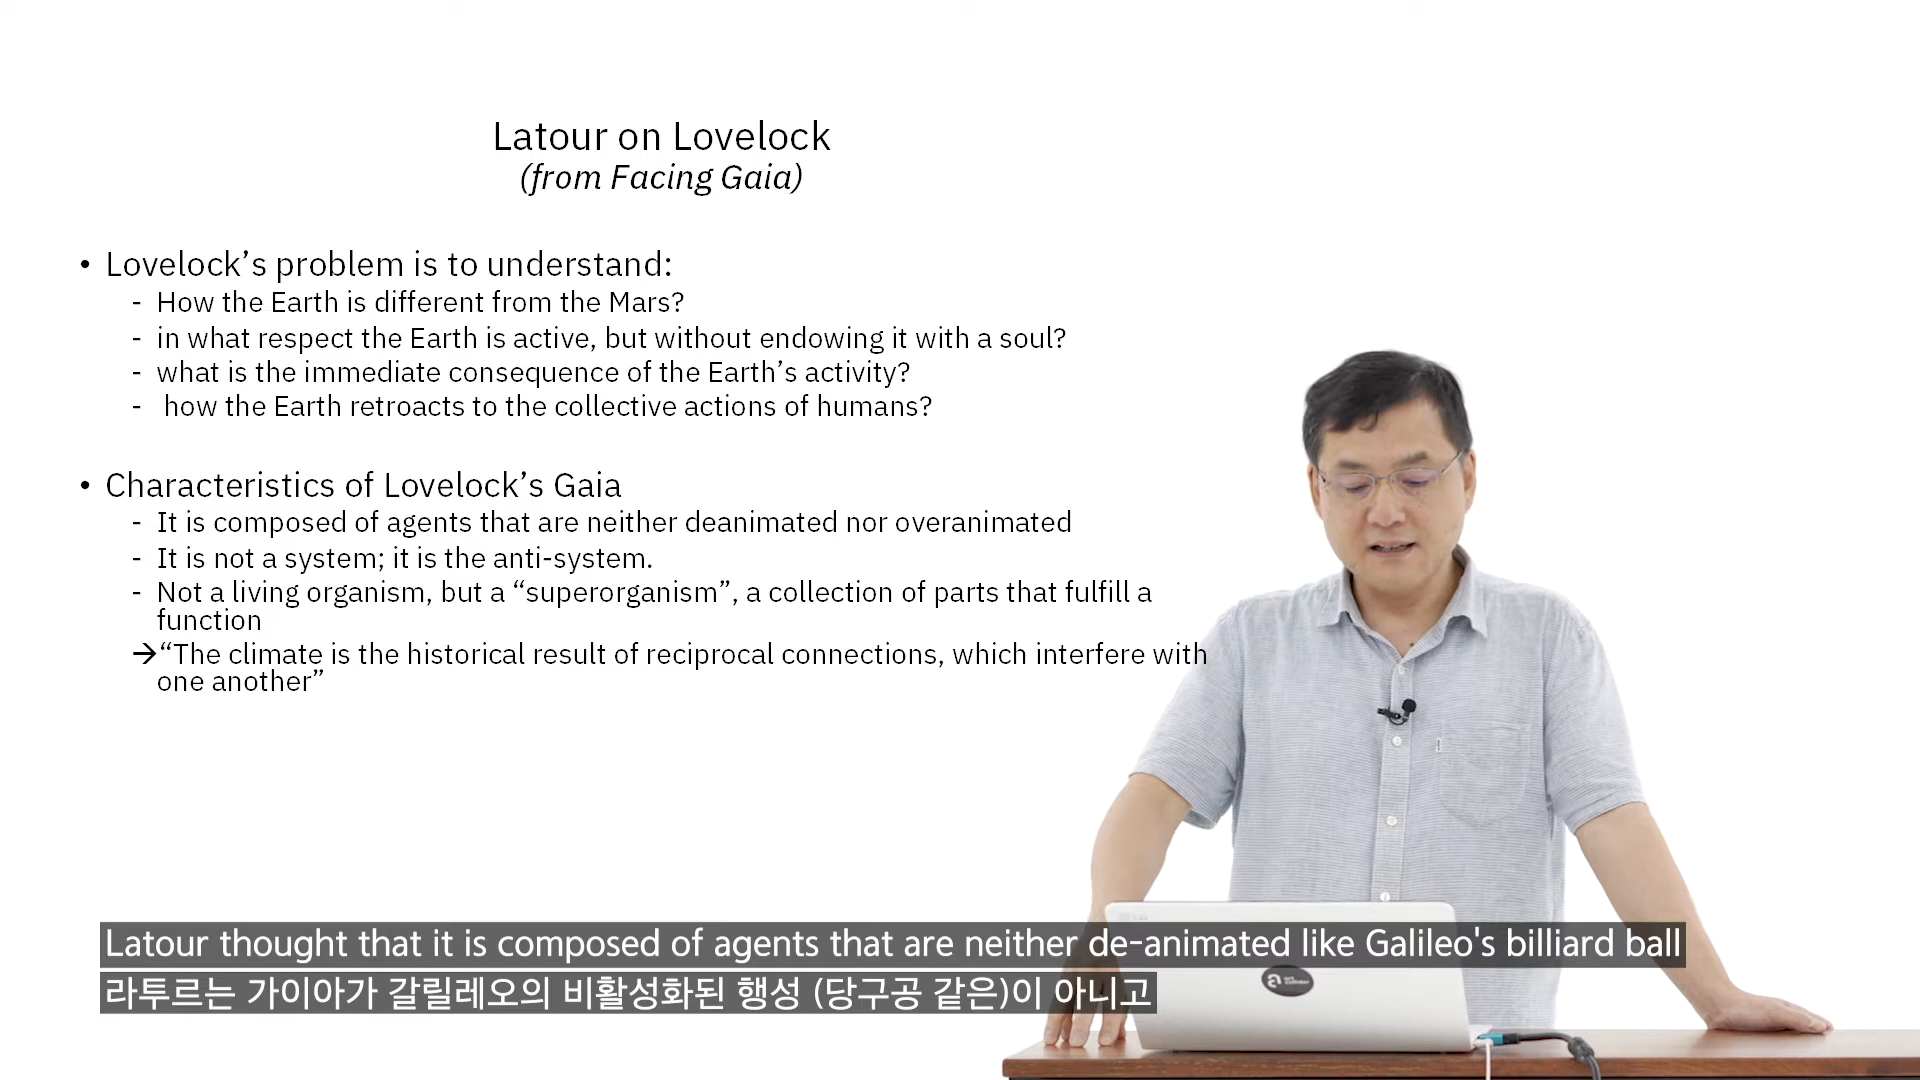 Latour on Lovelock
(from Facing Gaia)
• Lovelock’s problem is to understand:
- How the Earth is different from the Mars?
- in what respect the Earth is active, but without endowing it with a soul?
- what is the immediate consequence of the Earth’s activity?
- how the Earth retroacts to the collective actions of humans?
• Characteristics of Lovelock’s Gaia
- It is composed of agents that are neither deanimated nor overanimated
- It is not a system; it is the anti-system.
- Not a living organism, but a “superorganism”, a collection of parts that fulfill a
function
→“The climate is the historical result of reciprocal connections, which interfere with
one another”
Latour thought that it is composed of agents that are neither de-animated like Galileo's billiard ball
라투르는 가이아가 갈릴레오의 비활성화된 행성 (당구공 같은)이 아니고